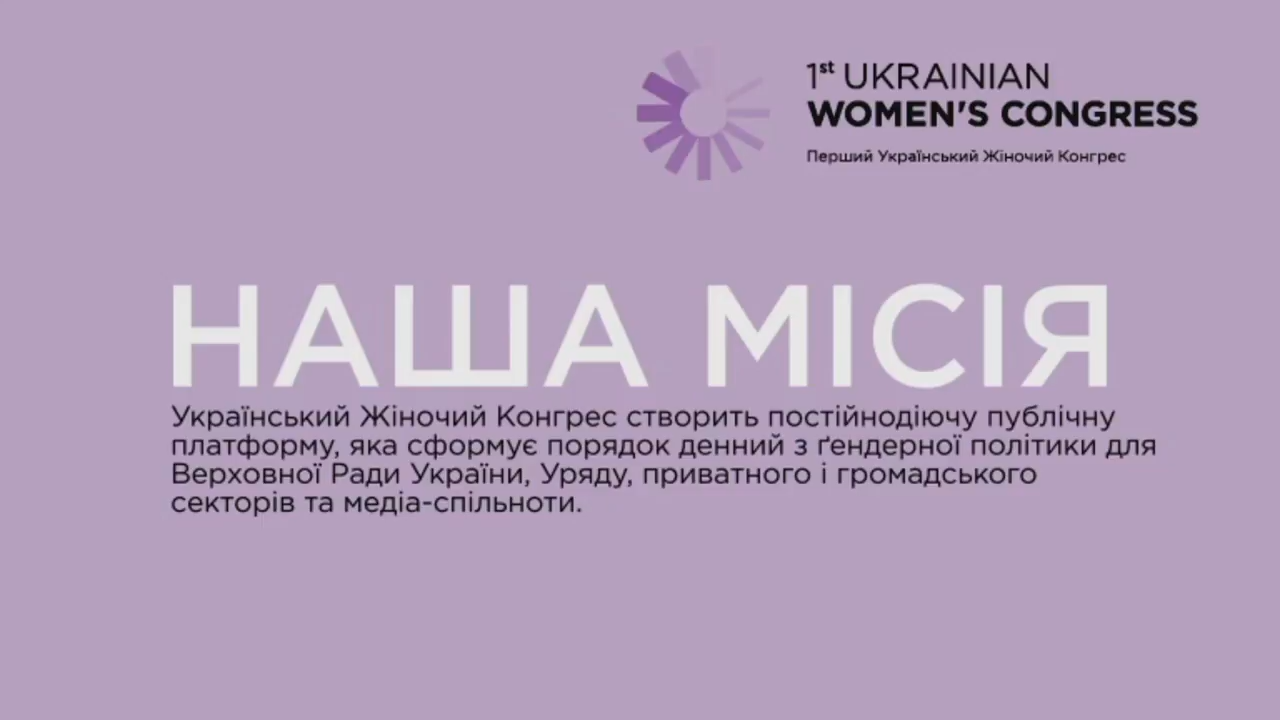 1st UKRAINIAN
WOMEN'S CONGRESS
Перший Український Жіночий Конгрес
НАША МІСІЯ
Український Жіночий Конгрес створить постійнодіючу публічну
платформу, яка сформує порядок денний з ґендерної політики для
Верховної Ради України, Уряду, приватного і громадського
секторів та медіа-спільноти.